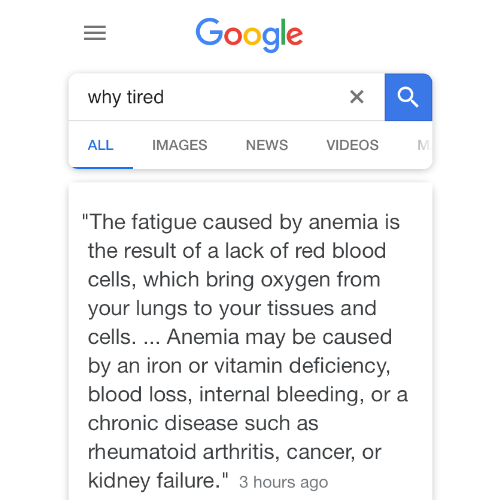 Google
why tired
ALL IMAGES NEWS VIDEOS M
"The fatigue caused by anemia is
the result of a lack of red blood
cells, which bring oxygen from
your lungs to your tissues and
cells. ... Anemia may be caused
by an iron or vitamin deficiency,
blood loss, internal bleeding, or a
chronic disease such as
rheumatoid arthritis, cancer, or
kidney failure." 3 hours ago